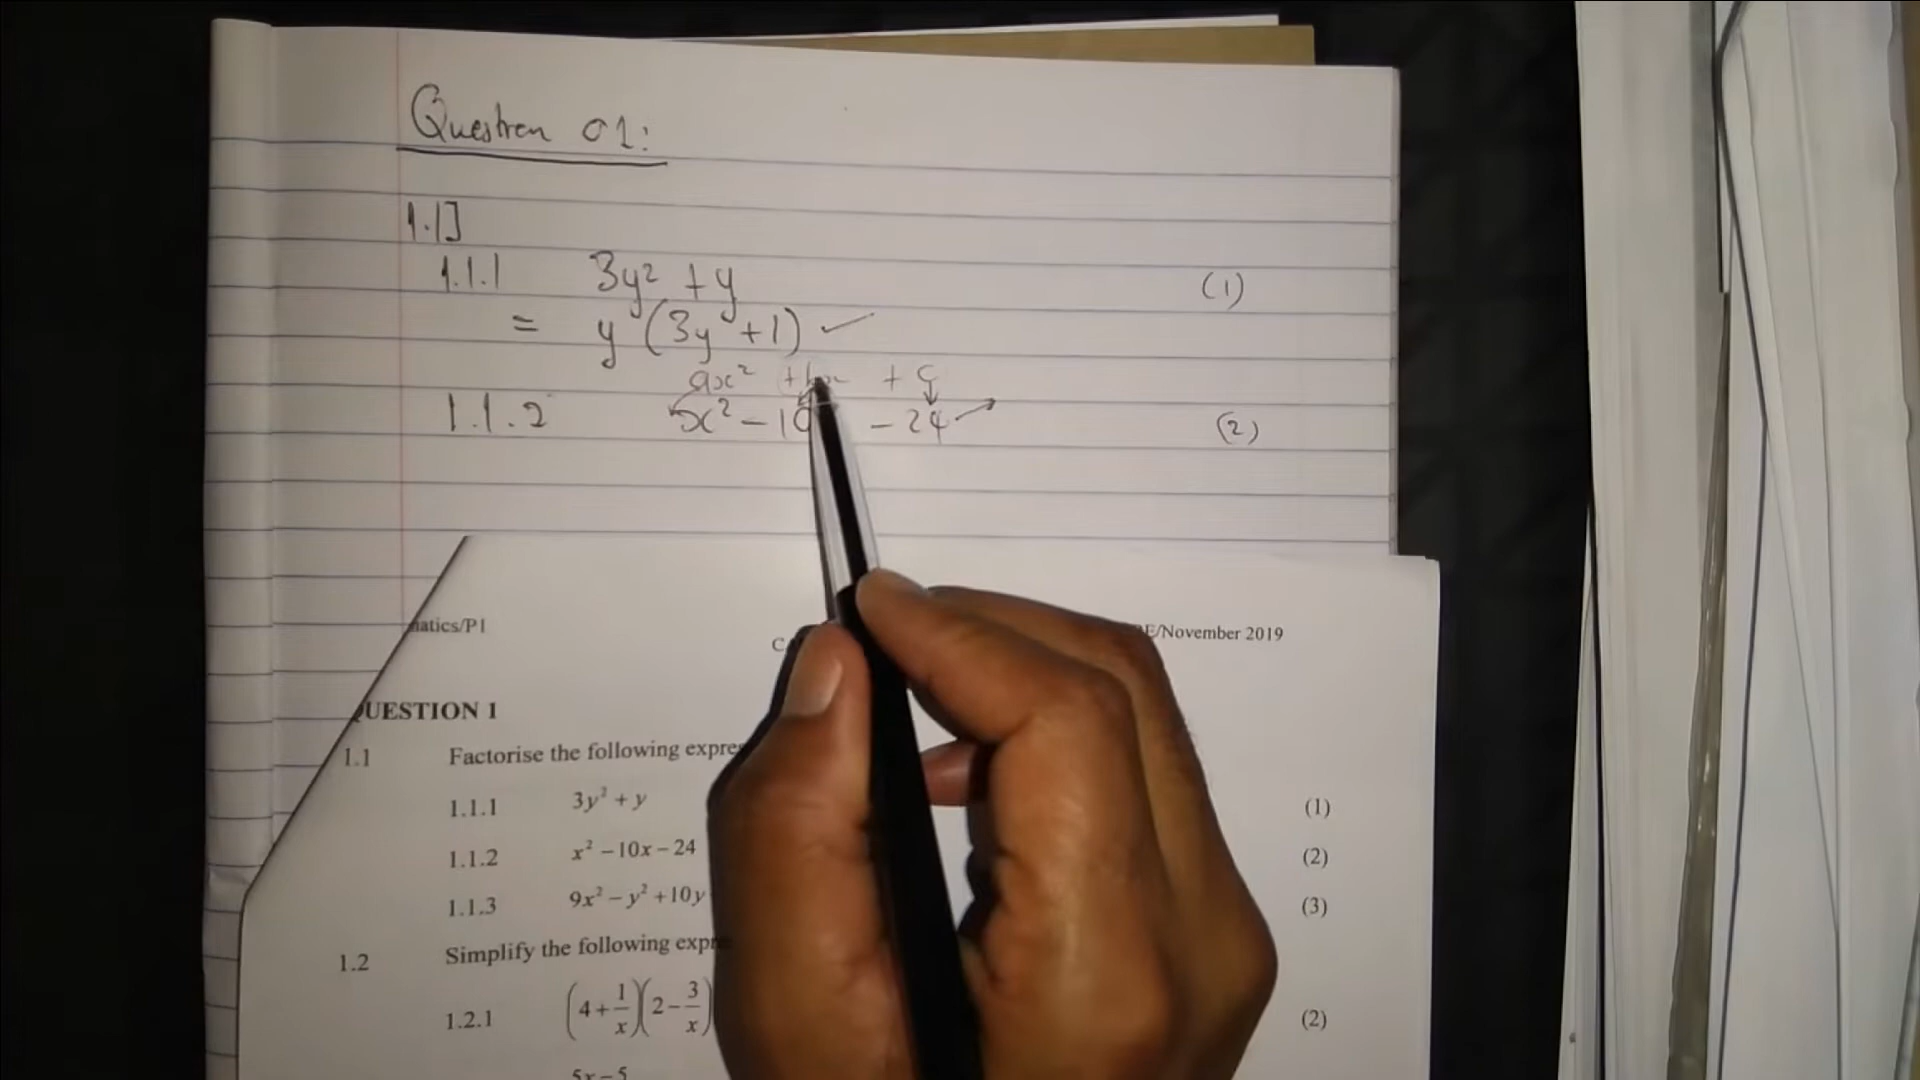 Question 01:
1.1]
1.1.1 3y² + y (1)
= y (3y + 1) ✓
ax² + + c
1.1.2 x² - 10 - 24 (2)
matics/P1
/November 2019
QUESTION 1
1.1 Factorise the following
1.1.1 3y² + y (1)
1.1.2 x² – 10x – 24 (2)
1.1.3 9x² – y² + 10y (3)
1.2 Simplify the following
1.2.1 (4 + 1/x)(2 – 3/x) (2)
5x – 5